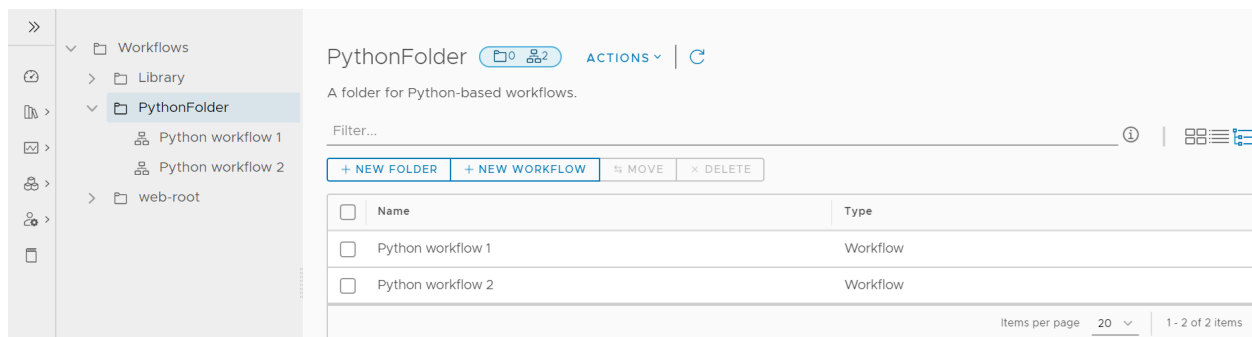 Workflows
Library
PythonFolder
Python workflow 1
Python workflow 2
web-root
PythonFolder 0 2 ACTIONS
A folder for Python-based workflows.
Filter...
+ NEW FOLDER + NEW WORKFLOW MOVE × DELETE
Name Type
Python workflow 1 Workflow
Python workflow 2 Workflow
Items per page 20 1 - 2 of 2 items